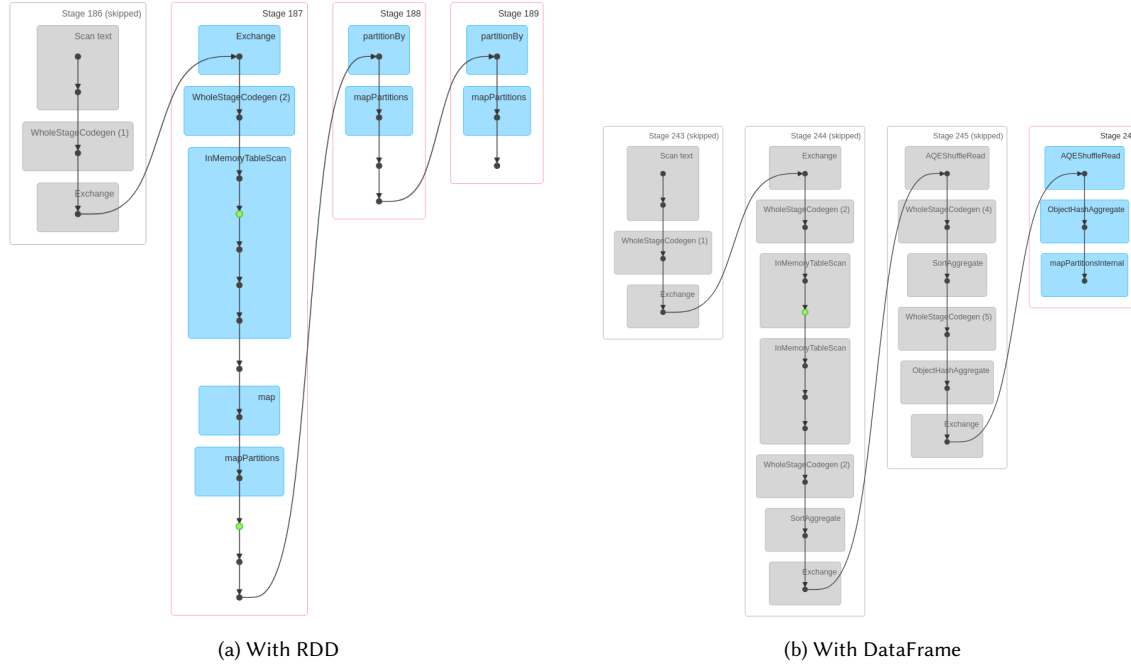 Stage 186 (skipped)
Scan text
WholeStageCodegen (1)
Exchange
Stage 187
Exchange
WholeStageCodegen (2)
InMemoryTableScan
map
mapPartitions
Stage 188
partitionBy
mapPartitions
Stage 189
partitionBy
mapPartitions
(a) With RDD
Stage 243 (skipped)
Scan text
WholeStageCodegen (1)
Exchange
Stage 244 (skipped)
Exchange
WholeStageCodegen (2)
InMemoryTableScan
InMemoryTableScan
WholeStageCodegen (2)
SortAggregate
Exchange
Stage 245 (skipped)
AQEShuffleRead
WholeStageCodegen (4)
SortAggregate
WholeStageCodegen (5)
ObjectHashAggregate
Exchange
Stage 24
AQEShuffleRead
ObjectHashAggregate
mapPartitionsInternal
(b) With DataFrame